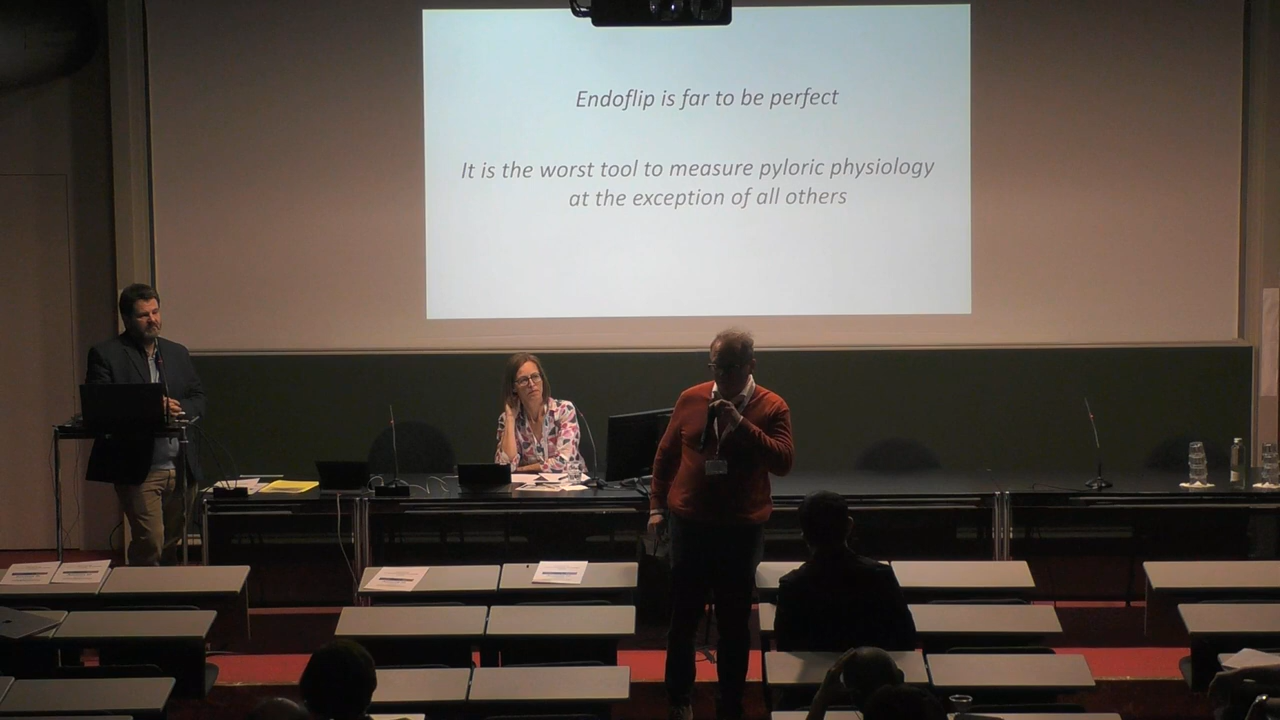 Endoflip is far to be perfect
It is the worst tool to measure pyloric physiology
at the exception of all others